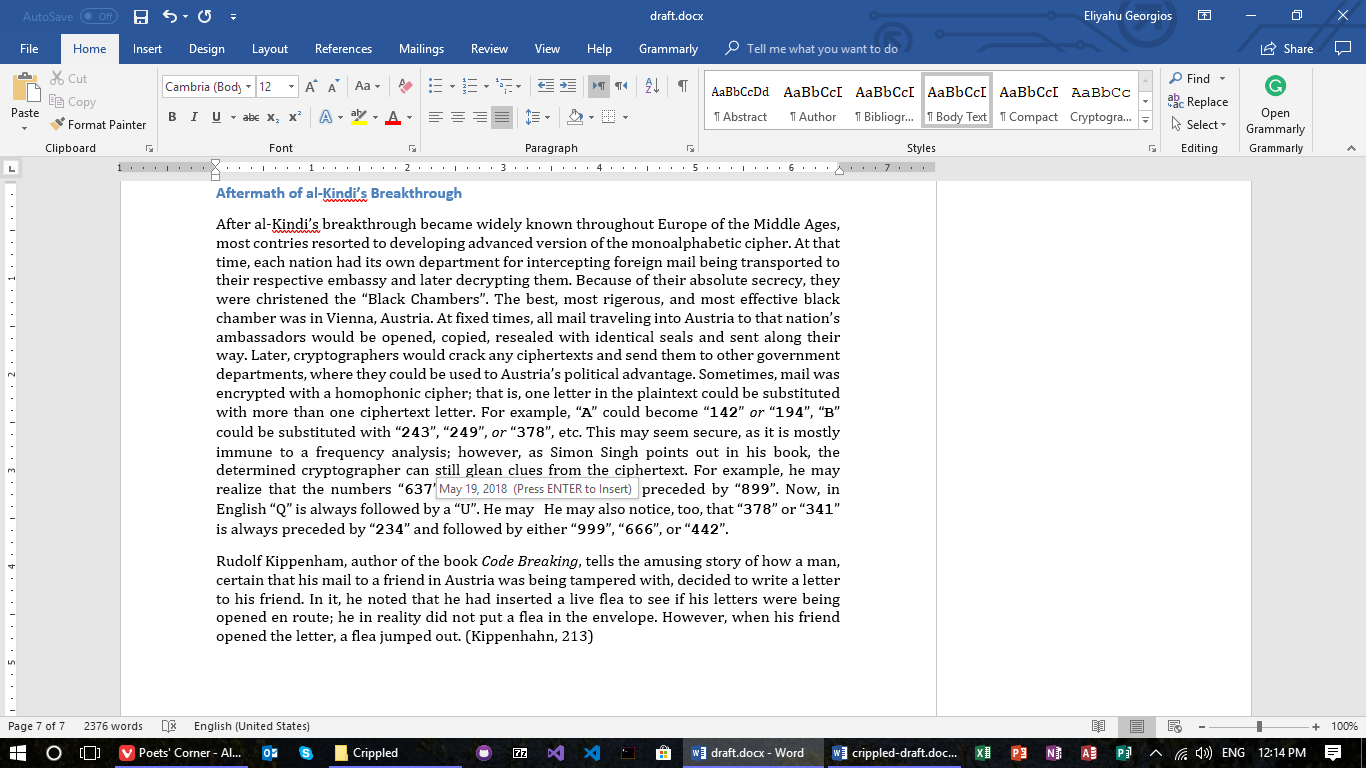 AutoSave Off draft.docx Eliyahu Georgios
File Home Insert Design Layout References Mailings Review View Help Grammarly Tell me what you want to do Share
Paste Cut Copy Format Painter
Cambria (Body 12 A A Aa
B I U abc x₂ x² A A
AaBbCcDd AaBbCcI AaBbCcI AaBbCcI AaBbCcI AaBbCc
¶ Abstract ¶ Author ¶ Bibliogr... ¶ Body Text ¶ Compact Cryptogra...
Find Replace Select
Open Grammarly
Clipboard Font Paragraph Styles Editing Grammarly
1 1 2 3 4 5 6 7
Aftermath of al-Kindi’s Breakthrough
After al-Kindi’s breakthrough became widely known throughout Europe of the Middle Ages,
most contries resorted to developing advanced version of the monoalphabetic cipher. At that
time, each nation had its own department for intercepting foreign mail being transported to
their respective embassy and later decrypting them. Because of their absolute secrecy, they
were christened the “Black Chambers”. The best, most rigerous, and most effective black
chamber was in Vienna, Austria. At fixed times, all mail traveling into Austria to that nation’s
ambassadors would be opened, copied, resealed with identical seals and sent along their
way. Later, cryptographers would crack any ciphertexts and send them to other government
departments, where they could be used to Austria’s political advantage. Sometimes, mail was
encrypted with a homophonic cipher; that is, one letter in the plaintext could be substituted
with more than one ciphertext letter. For example, “A” could become “142” or “194”, “B”
could be substituted with “243”, “249”, or “378”, etc. This may seem secure, as it is mostly
immune to a frequency analysis; however, as Simon Singh points out in his book, the
determined cryptographer can still glean clues from the ciphertext. For example, he may
realize that the numbers “637” May 19, 2018 (Press ENTER to Insert) preceded by “899”. Now, in
English “Q” is always followed by a “U”. He may He may also notice, too, that “378” or “341”
is always preceded by “234” and followed by either “999”, “666”, or “442”.
Rudolf Kippenham, author of the book Code Breaking, tells the amusing story of how a man,
certain that his mail to a friend in Austria was being tampered with, decided to write a letter
to his friend. In it, he noted that he had inserted a live flea to see if his letters were being
opened en route; he in reality did not put a flea in the envelope. However, when his friend
opened the letter, a flea jumped out. (Kippenhahn, 213)
1
2
3
4
5
Page 7 of 7 2376 words English (United States) 100%
Poets' Corner - Al... Crippled draft.docx - Word crippled-draft.doc... ENG 12:14 PM